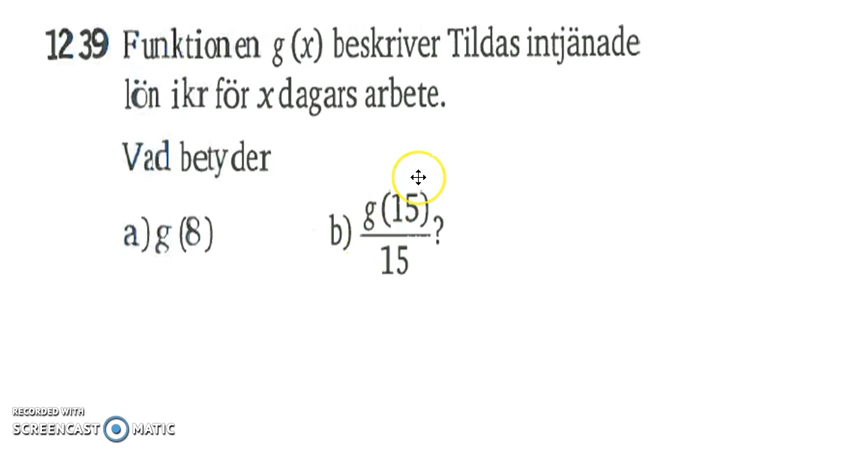 1239 Funktionen g(x) beskriver Tildas intjänade
lön i kr för x dagars arbete.
Vad betyder
a) g(8) b) g(15)/15?
RECORDED WITH
SCREENCAST MATIC